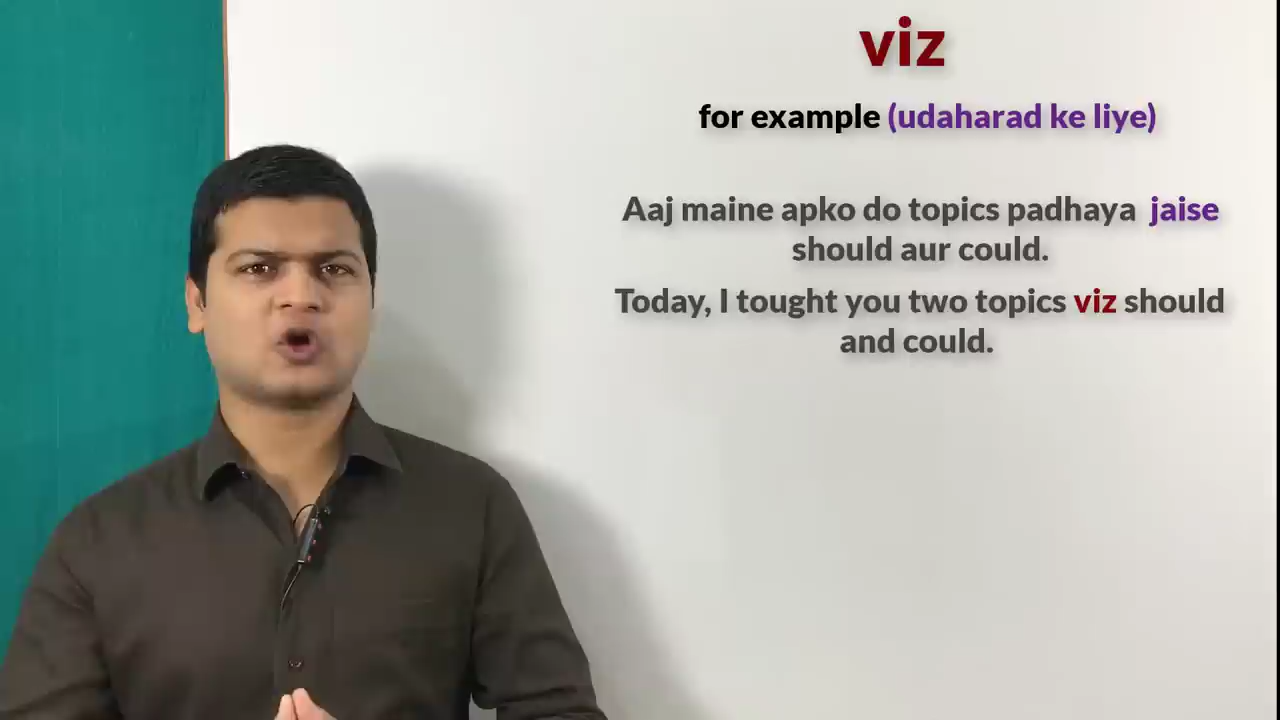 viz
for example (udaharad ke liye)
Aaj maine apko do topics padhaya jaise
should aur could.
Today, I tought you two topics viz should
and could.